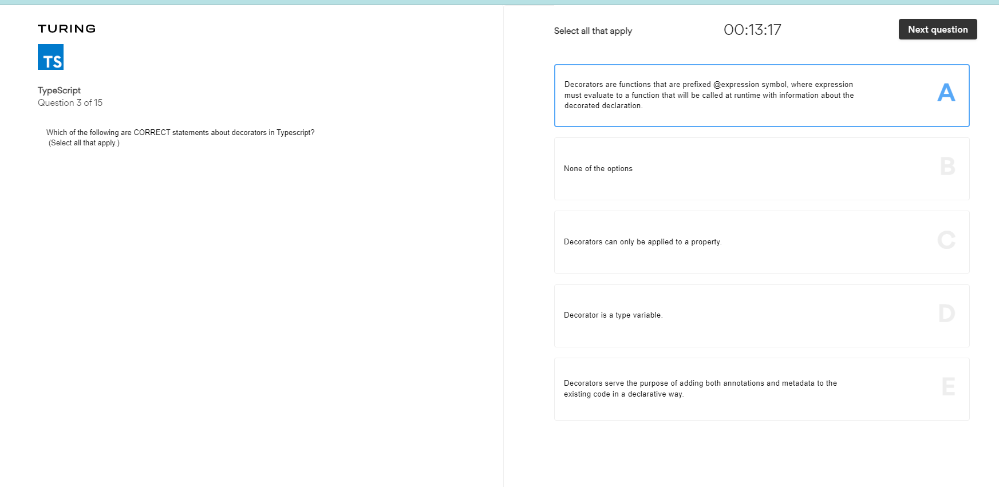 TURING
TS
TypeScript
Question 3 of 15
Which of the following are CORRECT statements about decorators in Typescript?
(Select all that apply.)
Select all that apply
00:13:17
Next question
Decorators are functions that are prefixed @expression symbol, where expression
must evaluate to a function that will be called at runtime with information about the
decorated declaration.
A
None of the options
B
Decorators can only be applied to a property.
C
Decorator is a type variable.
D
Decorators serve the purpose of adding both annotations and metadata to the
existing code in a declarative way.
E